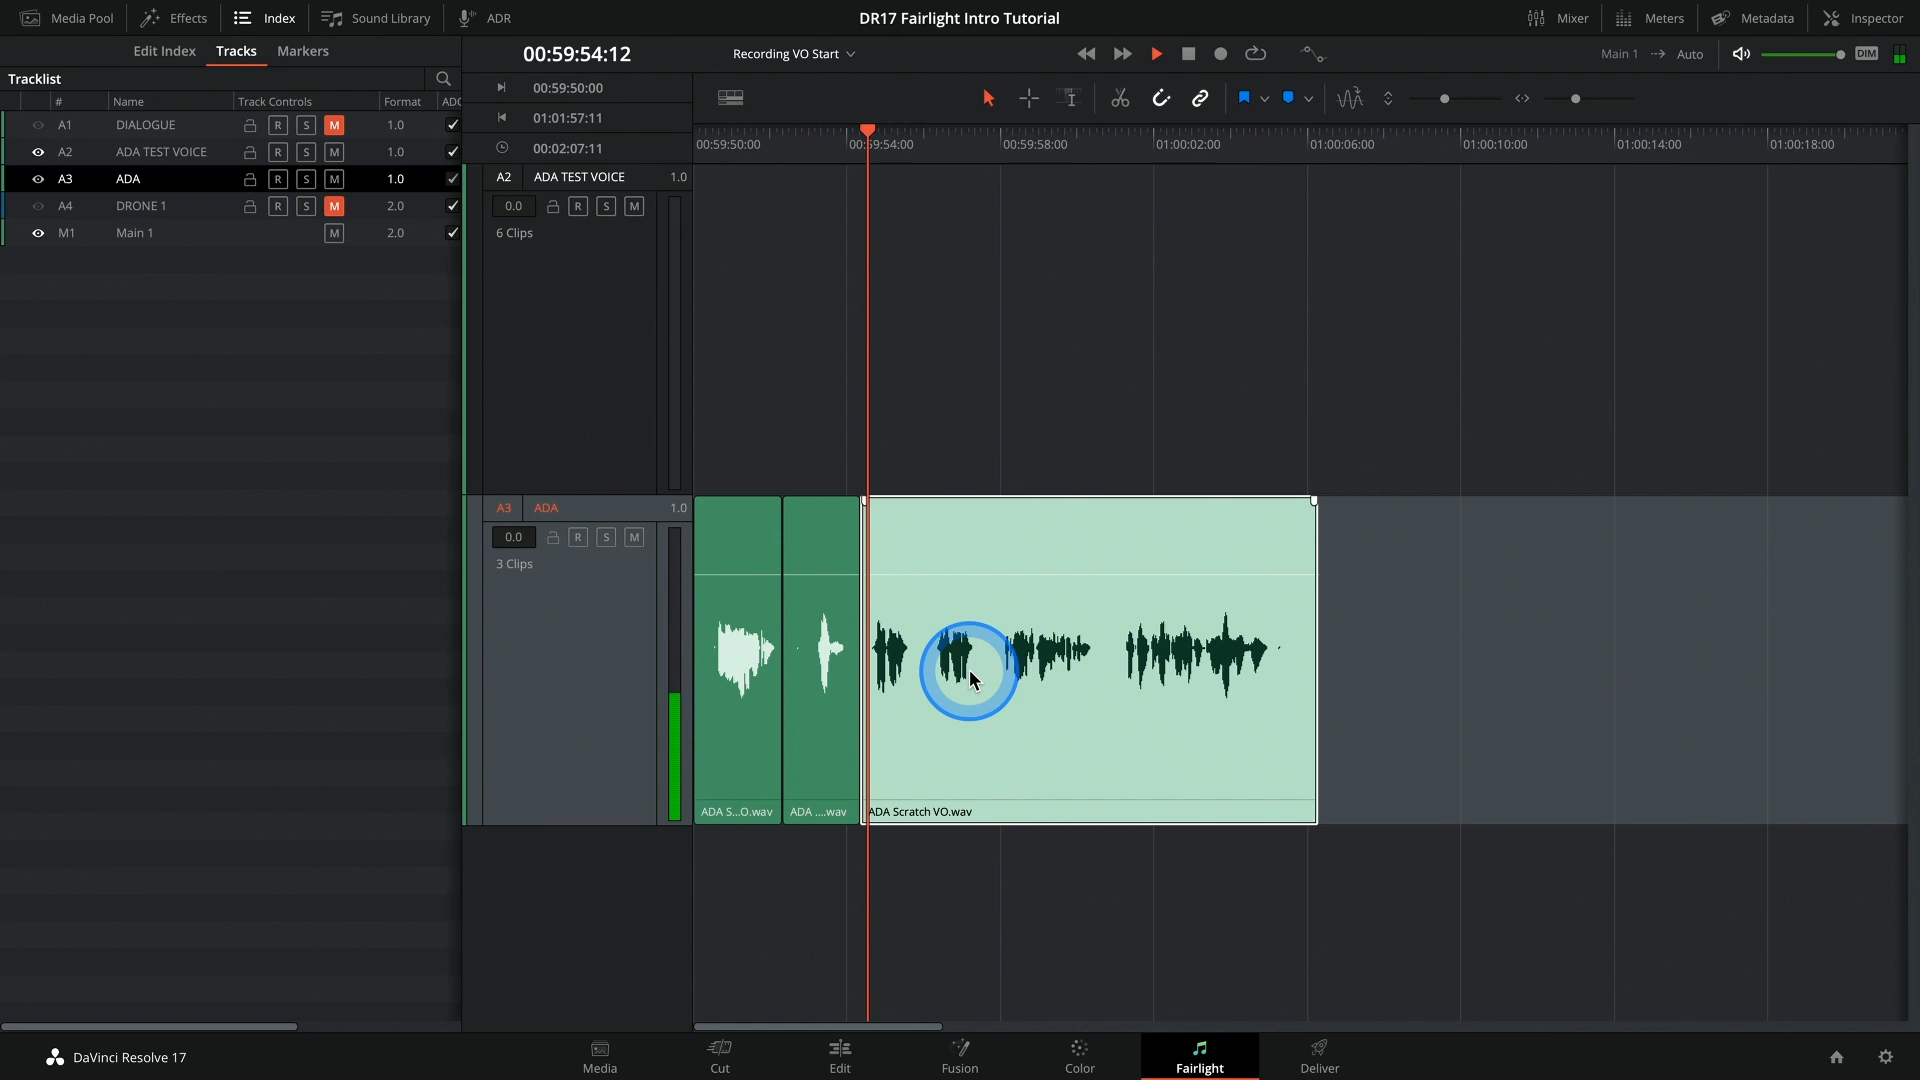 Media Pool Effects Index Sound Library ADR DR17 Fairlight Intro Tutorial Mixer Meters Metadata Inspector
Edit Index Tracks Markers 00:59:54:12 Recording VO Start Main 1 Auto DIM
Tracklist 00:59:50:00
# Name Track Controls Format ADC
A1 DIALOGUE R S M 1.0 01:01:57:11
A2 ADA TEST VOICE R S M 1.0 00:02:07:11
A3 ADA R S M 1.0
A4 DRONE 1 R S M 2.0
M1 Main 1 M 2.0
00:59:50:00 00:59:54:00 00:59:58:00 01:00:02:00 01:00:06:00 01:00:10:00 01:00:14:00 01:00:18:00
A2 ADA TEST VOICE 1.0
0.0 R S M
6 Clips
A3 ADA 1.0
0.0 R S M
3 Clips
ADA S...O.wav ADA ....wav ADA Scratch VO.wav
DaVinci Resolve 17 Media Cut Edit Fusion Color Fairlight Deliver